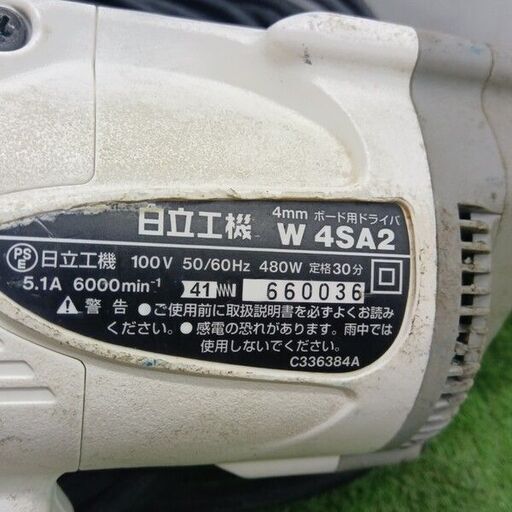 日立工機 4mm ボード用ドライバ
W 4SA2
PSE 日立工機 100V 50/60Hz 480W 定格30分
5.1A 6000min⁻¹ 41 660036
警告 ●ご使用前に取扱説明書を必ずよくお読み
ください。●感電の恐れがあります。雨中では
使用しないでください。
C336384A